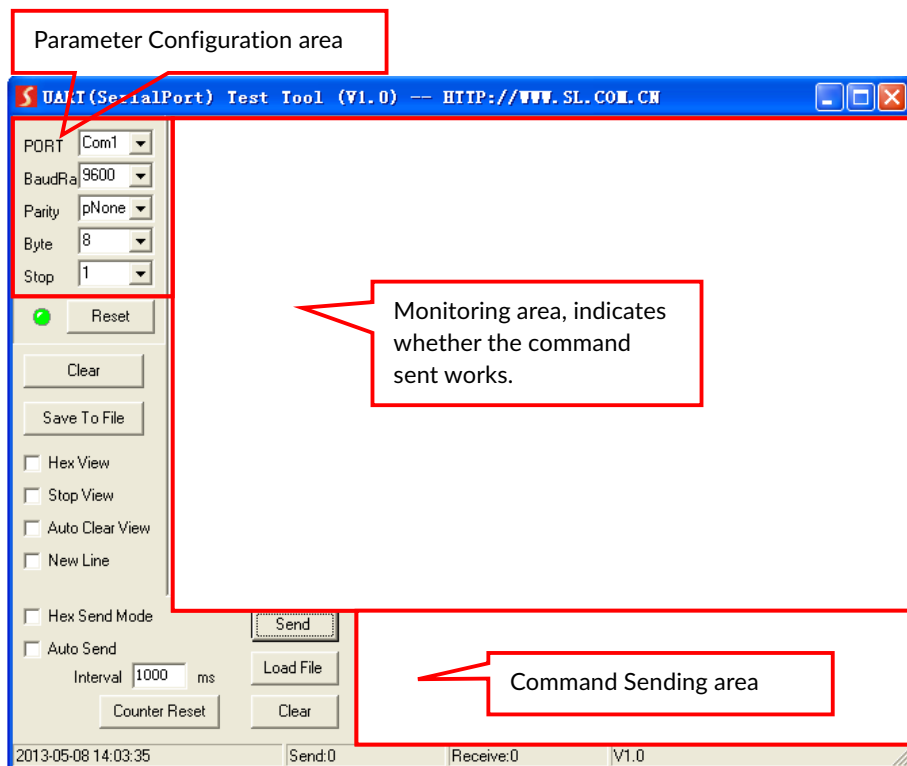 Parameter Configuration area
UART(SerialPort) Test Tool (V1.0) -- HTTP://WWW.SL.COM.CN
PORT Com1
BaudRa 9600
Parity pNone
Byte 8
Stop 1
Reset
Monitoring area, indicates
whether the command
sent works.
Clear
Save To File
Hex View
Stop View
Auto Clear View
New Line
Hex Send Mode
Send
Auto Send
Interval 1000 ms
Load File
Command Sending area
Counter Reset
Clear
2013-05-08 14:03:35 Send:0 Receive:0 V1.0